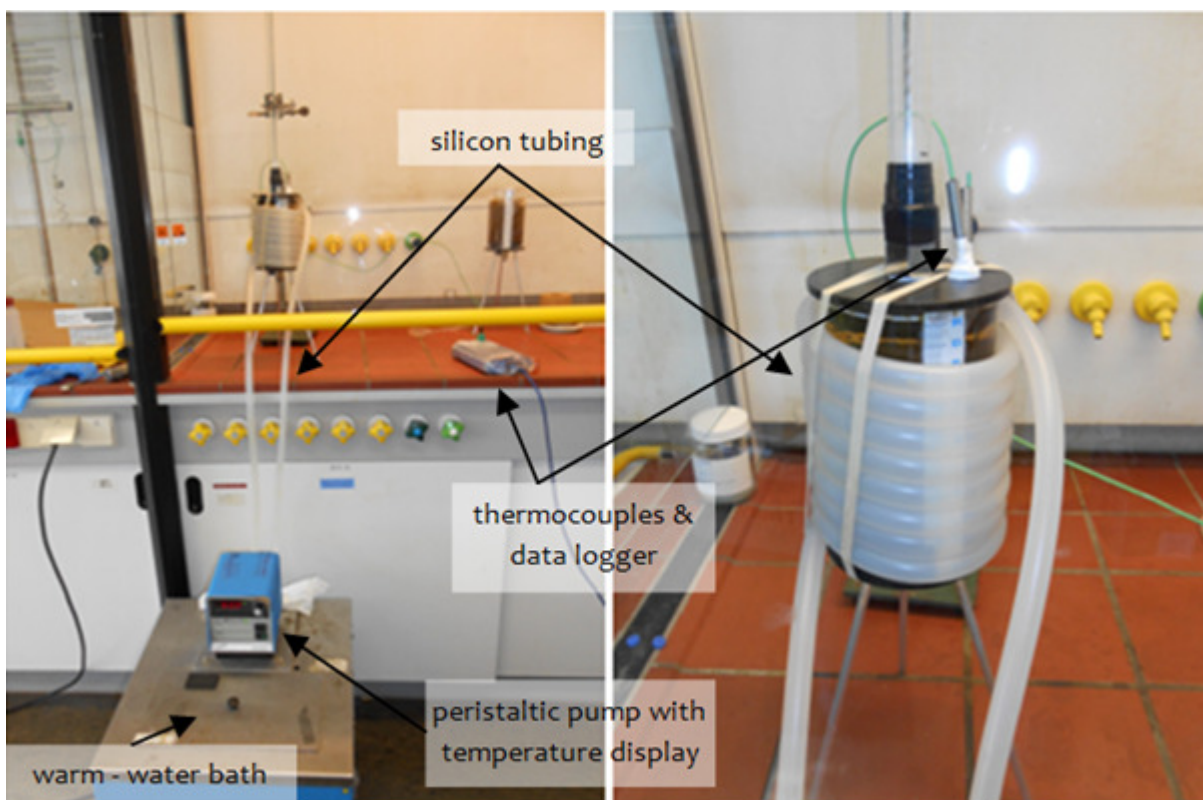 silicon tubing
thermocouples &
data logger
peristaltic pump with
temperature display
warm - water bath